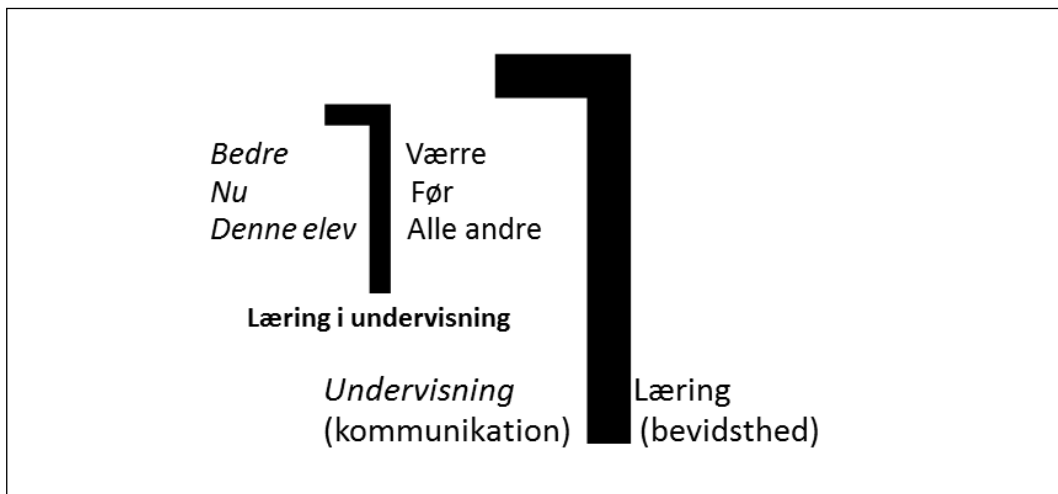 Bedre Værre
Nu Før
Denne elev Alle andre
Læring i undervisning
Undervisning Læring
(kommunikation) (bevidsthed)